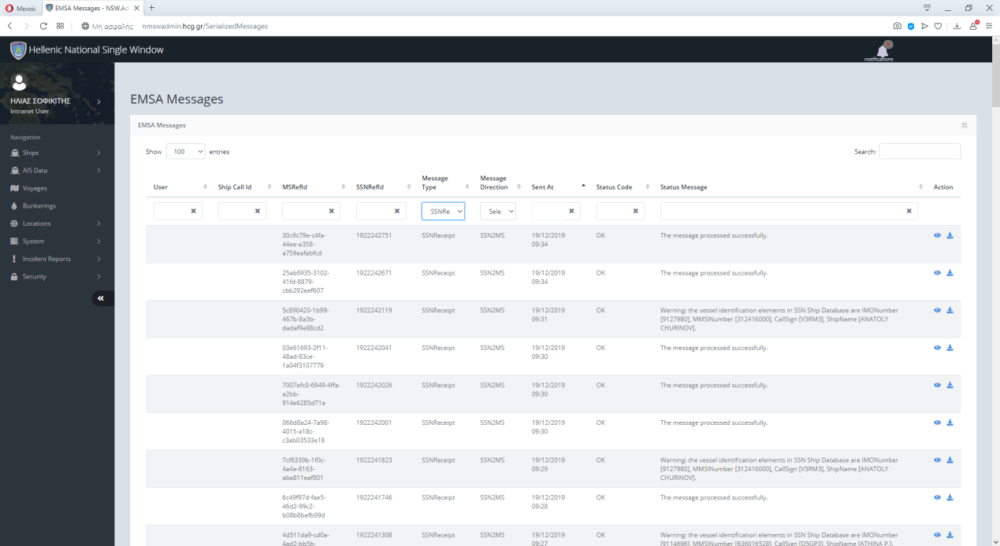 Μενού
EMSA Messages - NSW.Ad
Μη ασφαλής nmswadmin.hcg.gr/SerializedMessages
Hellenic National Single Window
notifications
ΗΛΙΑΣ ΣΟΦΙΚΙΤΗΣ
Intranet User
Navigation
Ships
AIS Data
Voyages
Bunkerings
Locations
System
Incident Reports
Security
EMSA Messages
EMSA Messages
Show 100 entries
Search:
User Ship Call Id MSRefId SSNRefId Message Type Message Direction Sent At Status Code Status Message Action
SSNRe Sele
30c9c79e-c4fa- 1922242751 SSNReceipt SSN2MS 19/12/2019 OK The message processed successfully.
44ee-a358- 09:34
a759eafabfcd
25ab6935-3102- 1922242671 SSNReceipt SSN2MS 19/12/2019 OK The message processed successfully.
41fd-8879- 09:34
cbb292eef607
5c890420-1b99- 1922242119 SSNReceipt SSN2MS 19/12/2019 OK Warning: the vessel identification elements in SSN Ship Database are IMONumber
467b-8a3b- 09:31 [9127980], MMSINumber [312416000], CallSign [V3RM3], ShipName [ANATOLY
dadaf9e88cd2 CHURINOV].
03e61693-2f11- 1922242041 SSNReceipt SSN2MS 19/12/2019 OK The message processed successfully.
48ad-83ce- 09:30
1a04f3107779
7007efc0-6949-4ffa- 1922242026 SSNReceipt SSN2MS 19/12/2019 OK The message processed successfully.
a2bb- 09:30
914e6285d71a
066d8a24-7a98- 1922242001 SSNReceipt SSN2MS 19/12/2019 OK The message processed successfully.
4015-a18c- 09:30
c3ab03533e18
7cf6339b-1f0c- 1922241823 SSNReceipt SSN2MS 19/12/2019 OK Warning: the vessel identification elements in SSN Ship Database are IMONumber
4a4e-8163- 09:29 [9127980], MMSINumber [312416000], CallSign [V3RM3], ShipName [ANATOLY
aba811eaf801 CHURINOV].
6c49f97d-fae5- 1922241746 SSNReceipt SSN2MS 19/12/2019 OK The message processed successfully.
46d2-99c2- 09:28
b08b8befb99d
4d511da9-cd0a- 1922241308 SSNReceipt SSN2MS 19/12/2019 OK Warning: the vessel identification elements in SSN Ship Database are IMONumber
4ad2-bb5b- 09:27 [9114696], MMSINumber [636016528], CallSign [D5GP3], ShipName [ATHINA P.],